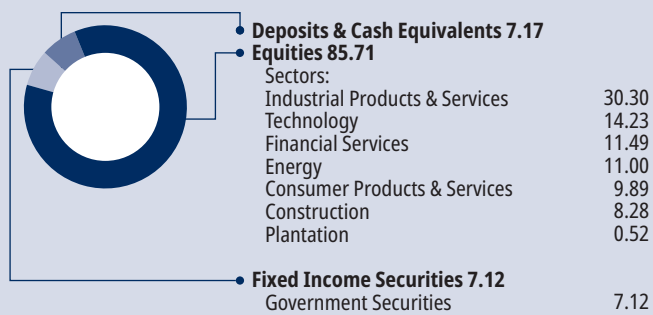 Deposits & Cash Equivalents 7.17
Equities 85.71
Sectors:
Industrial Products & Services 30.30
Technology 14.23
Financial Services 11.49
Energy 11.00
Consumer Products & Services 9.89
Construction 8.28
Plantation 0.52
Fixed Income Securities 7.12
Government Securities 7.12